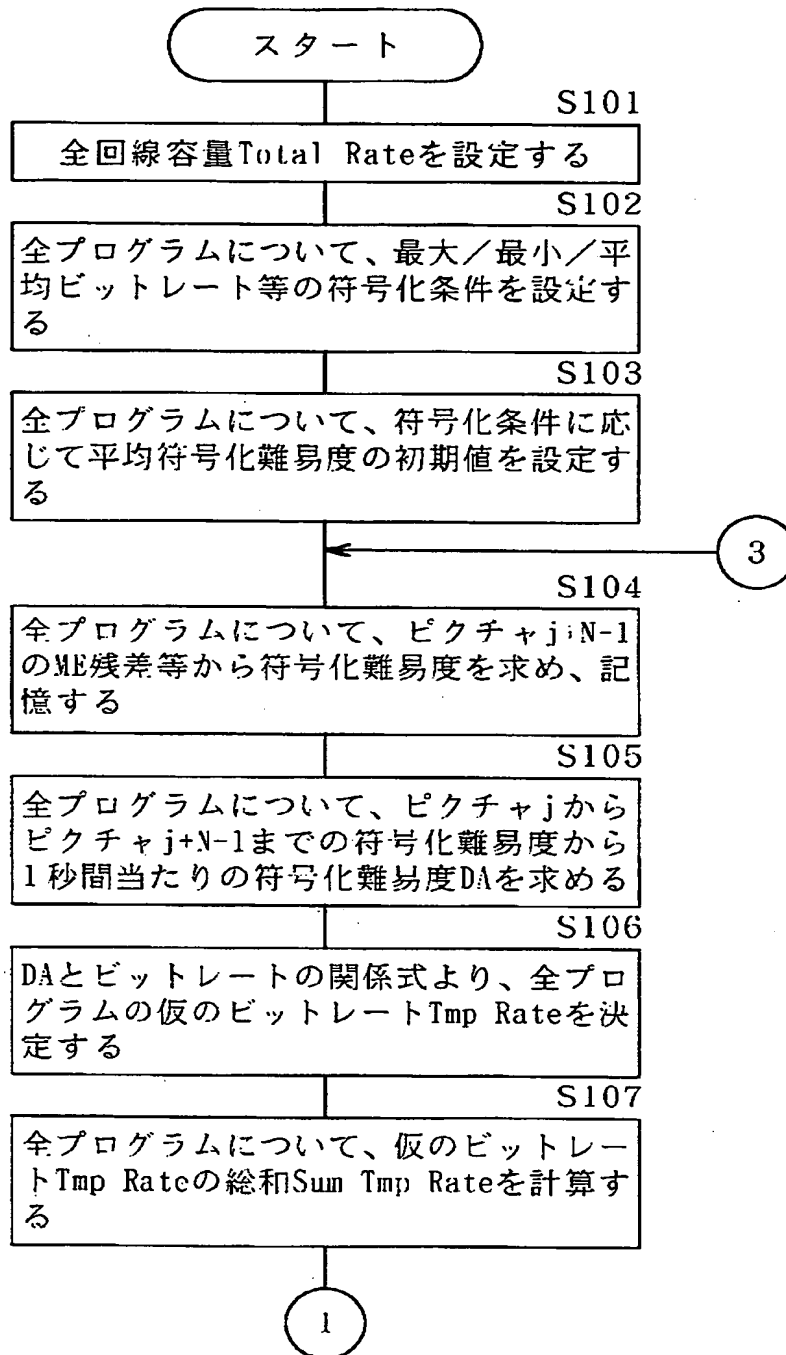 スタート
S101
全回線容量Total Rateを設定する
S102
全プログラムについて、最大／最小／平
均ビットレート等の符号化条件を設定す
る
S103
全プログラムについて、符号化条件に応
じて平均符号化難易度の初期値を設定す
る
3
S104
全プログラムについて、ピクチャj+N-1
のME残差等から符号化難易度を求め、記
憶する
S105
全プログラムについて、ピクチャjから
ピクチャj+N-1までの符号化難易度から
1秒間当たりの符号化難易度DAを求める
S106
DAとビットレートの関係式より、全プロ
グラムの仮のビットレートTmp Rateを決
定する
S107
全プログラムについて、仮のビットレー
トTmp Rateの総和Sum Tmp Rateを計算す
る
1